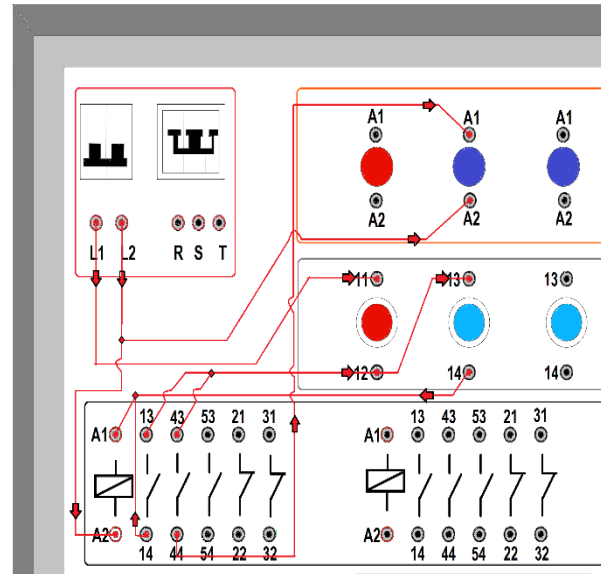 A1 A1 A1
A2 A2 A2
L1 L2 R S T
11 13 13
12 14 14
13 43 53 21 31 13 43 53 21 31
A1 A1
A2 A2
14 44 54 22 32 14 44 54 22 32